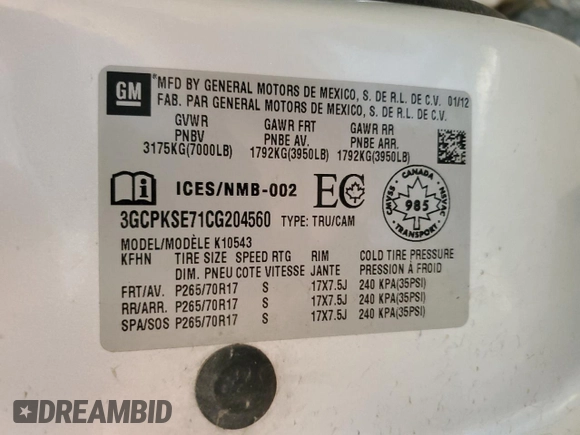 GM
MFD BY GENERAL MOTORS DE MEXICO, S. DE R.L. DE C.V. 01/12
FAB. PAR GENERAL MOTORS DE MEXICO, S. DE R.L. DE C.V.
GVWR GAWR FRT GAWR RR
PNBV PNBE AV. PNBE ARR.
3175KG(7000LB) 1792KG(3950LB) 1792KG(3950LB)
ICES/NMB-002 EC
CANADA
CMVSS 985 NSVAC
TRANSPORT
3GCPKSE71CG204560 TYPE: TRU/CAM
MODEL/MODÈLE K10543
KFHN TIRE SIZE SPEED RTG RIM COLD TIRE PRESSURE
DIM. PNEU COTE VITESSE JANTE PRESSION À FROID
FRT/AV. P265/70R17 S 17X7.5J 240 KPA(35PSI)
RR/ARR. P265/70R17 S 17X7.5J 240 KPA(35PSI)
SPA/SOS P265/70R17 S 17X7.5J 240 KPA(35PSI)
DREAMBID